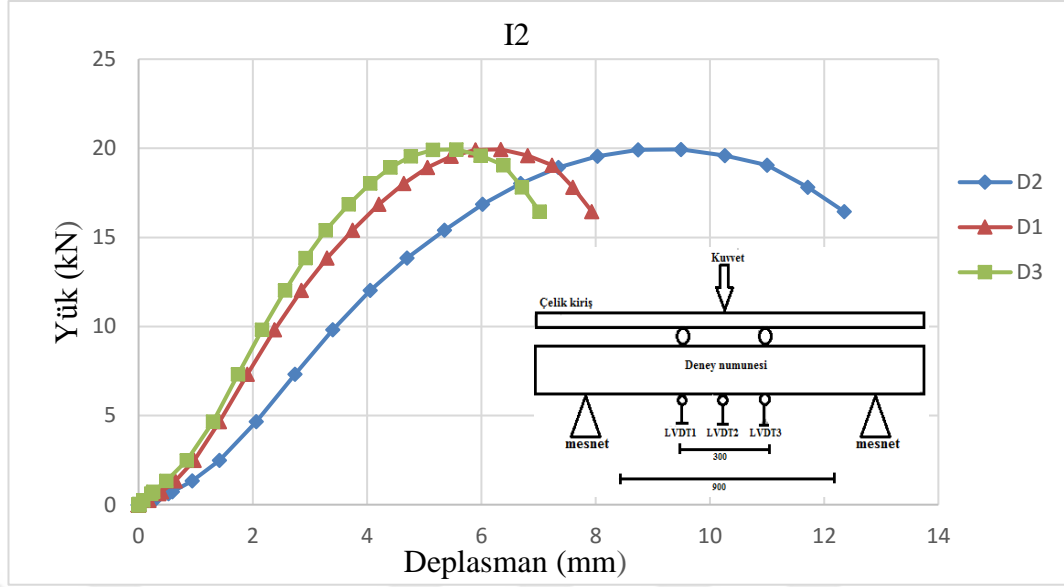 I2
Yük (kN)
25
20
15
10
5
0
0 2 4 6 8 10 12 14
Deplasman (mm)
D2
D1
D3
Kuvvet
Çelik kiriş
Deney numunesi
LVDT1 LVDT2 LVDT3
mesnet mesnet
300
900